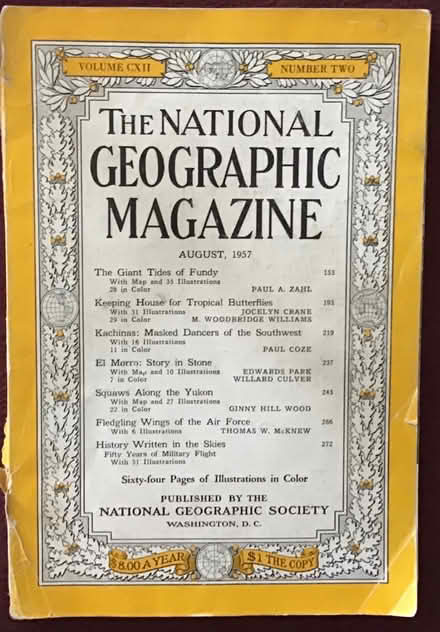 VOLUME CXII NUMBER TWO
THE NATIONAL
GEOGRAPHIC
MAGAZINE
AUGUST, 1957
The Giant Tides of Fundy 153
With Map and 35 Illustrations
28 in Color PAUL A. ZAHL
Keeping House for Tropical Butterflies 193
With 31 Illustrations JOCELYN CRANE
29 in Color M. WOODBRIDGE WILLIAMS
Kachinas: Masked Dancers of the Southwest 219
With 16 Illustrations
11 in Color PAUL COZE
El Morro: Story in Stone 237
With Map and 10 Illustrations EDWARDS PARK
7 in Color WILLARD CULVER
Squaws Along the Yukon 245
With Map and 27 Illustrations
22 in Color GINNY HILL WOOD
Fledgling Wings of the Air Force 266
With 6 Illustrations THOMAS W. McKNEW
History Written in the Skies 272
Fifty Years of Military Flight
With 51 Illustrations
Sixty-four Pages of Illustrations in Color
PUBLISHED BY THE
NATIONAL GEOGRAPHIC SOCIETY
WASHINGTON, D. C.
$8.00 A YEAR $1 THE COPY